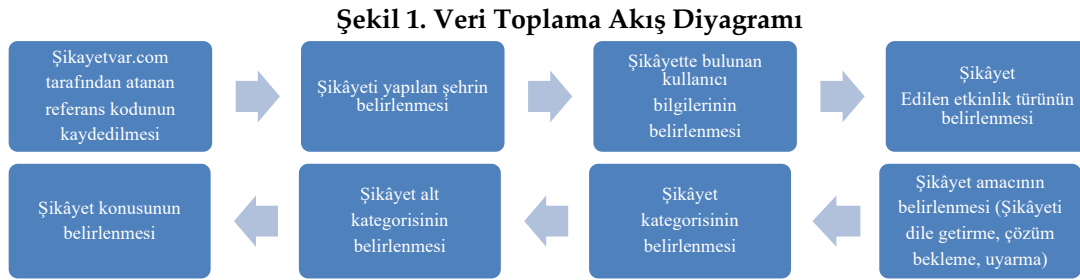 Şekil 1. Veri Toplama Akış Diyagramı
Şikayetvar.com
tarafından atanan
referans kodunun
kaydedilmesi
Şikâyeti yapılan şehrin
belirlenmesi
Şikâyette bulunan
kullanıcı
bilgilerinin
belirlenmesi
Şikâyet
Edilen etkinlik türünün
belirlenmesi
Şikâyet amacının
belirlenmesi (Şikâyeti
dile getirme, çözüm
bekleme, uyarma)
Şikâyet
kategorisinin
belirlenmesi
Şikâyet alt
kategorisinin
belirlenmesi
Şikâyet konusunun
belirlenmesi